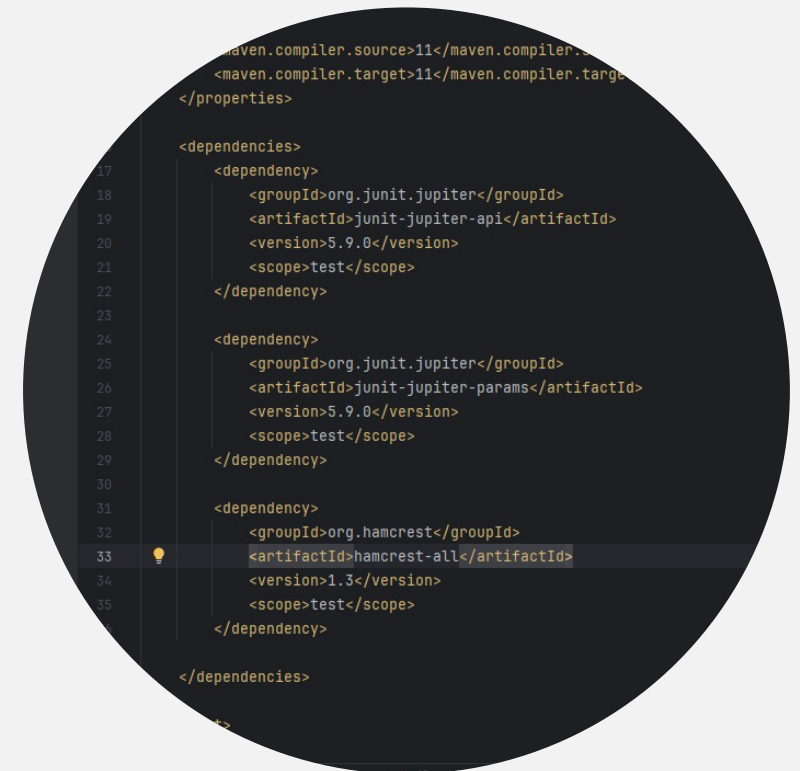 maven.compiler.source>11</maven.compiler.
<maven.compiler.target>11</maven.compiler.targe
</properties>
<dependencies>
17 <dependency>
18 <groupId>org.junit.jupiter</groupId>
19 <artifactId>junit-jupiter-api</artifactId>
20 <version>5.9.0</version>
21 <scope>test</scope>
22 </dependency>
23
24 <dependency>
25 <groupId>org.junit.jupiter</groupId>
26 <artifactId>junit-jupiter-params</artifactId>
27 <version>5.9.0</version>
28 <scope>test</scope>
29 </dependency>
30
31 <dependency>
32 <groupId>org.hamcrest</groupId>
33 <artifactId>hamcrest-all</artifactId>
34 <version>1.3</version>
35 <scope>test</scope>
</dependency>
</dependencies>
t>